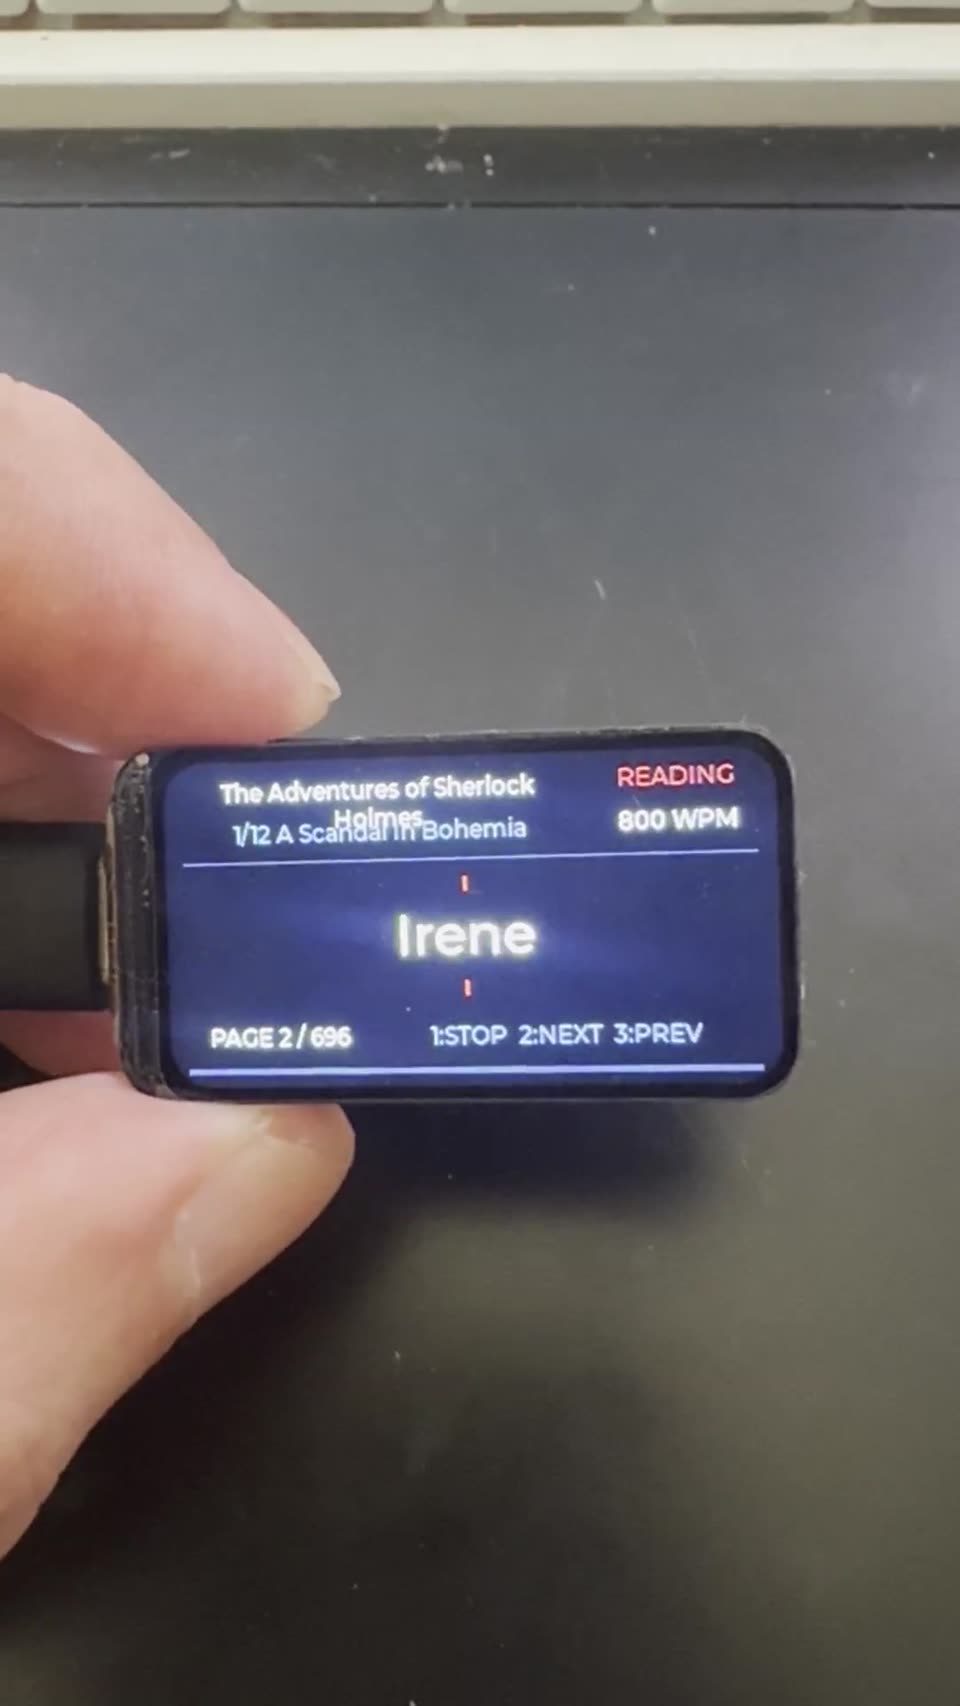 The Adventures of Sherlock
Holmes
1/12 A Scandal in Bohemia
READING
800 WPM
Irene
PAGE 2 / 696
1:STOP 2:NEXT 3:PREV